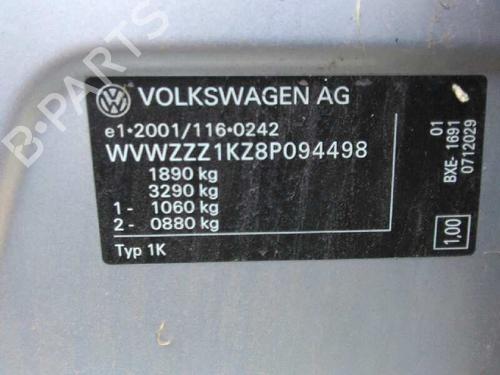 B-PARTS
VOLKSWAGEN AG
e1*2001/116*0242
WVWZZZ1KZ8P094498
1890 kg
3290 kg
1 - 1060 kg
2 - 0880 kg
Typ 1K
01
BXE-1691
0712029
1,00